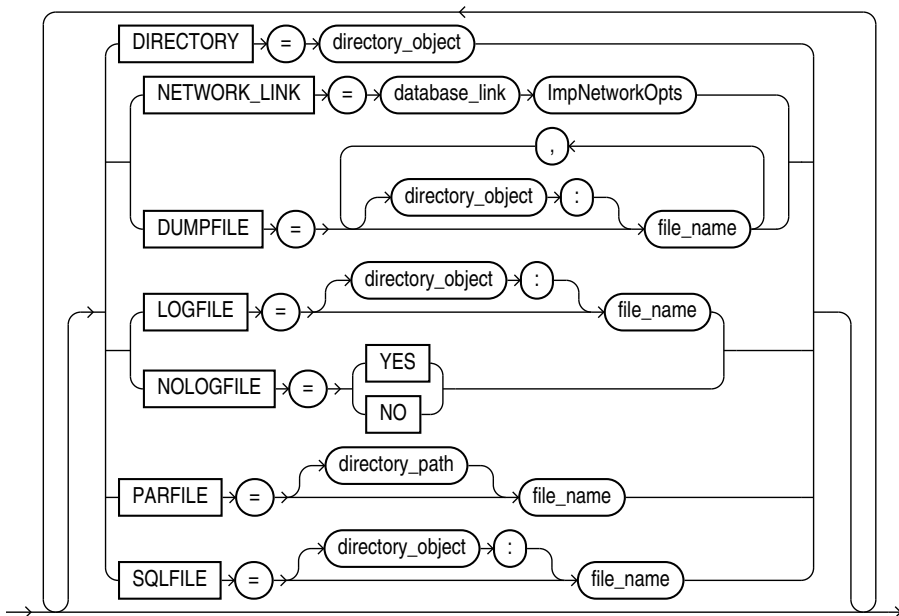 DIRECTORY = directory_object
NETWORK_LINK = database_link ImpNetworkOpts
,
directory_object :
DUMPFILE = file_name
directory_object :
LOGFILE = file_name
YES
NOLOGFILE =
NO
directory_path
PARFILE = file_name
directory_object :
SQLFILE = file_name